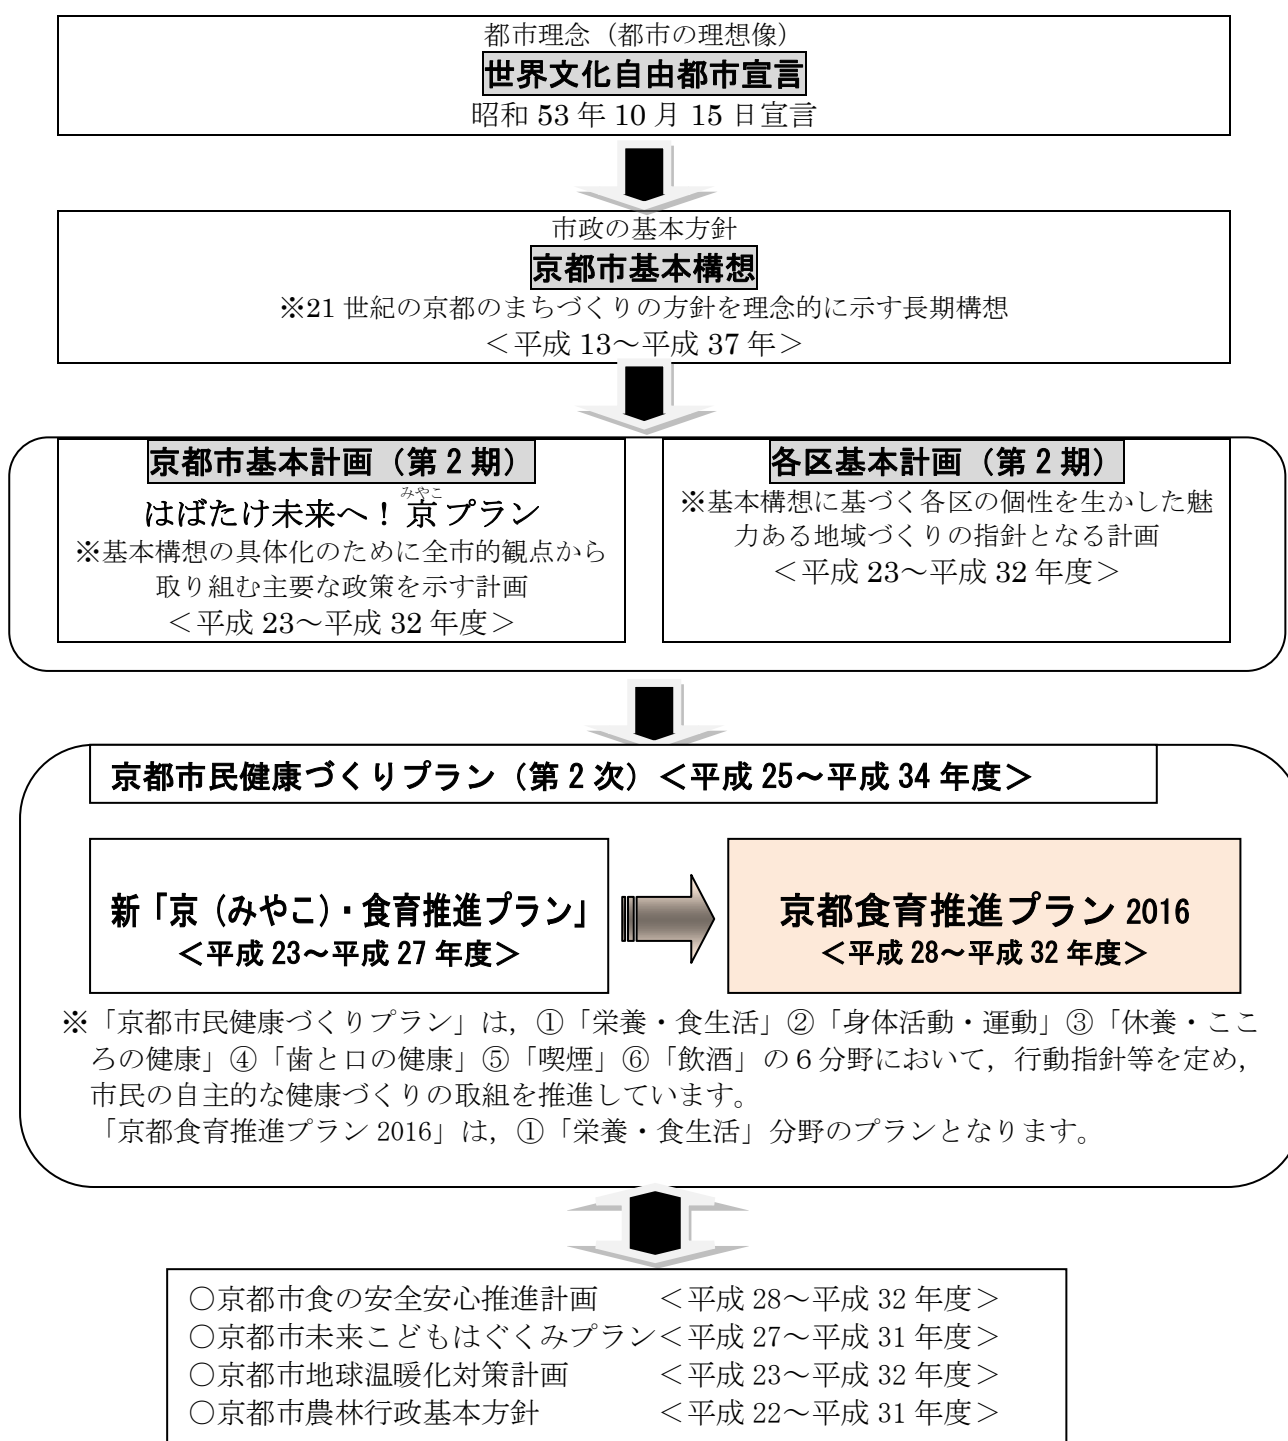 都市理念（都市の理想像）
世界文化自由都市宣言
昭和 53 年 10 月 15 日宣言
市政の基本方針
京都市基本構想
※21 世紀の京都のまちづくりの方針を理念的に示す長期構想
＜平成 13～平成 37 年＞
京都市基本計画（第２期）
みやこ
はばたけ未来へ！京プラン
※基本構想の具体化のために全市的観点から
取り組む主要な政策を示す計画
＜平成 23～平成 32 年度＞
各区基本計画（第２期）
※基本構想に基づく各区の個性を生かした魅
力ある地域づくりの指針となる計画
＜平成 23～平成 32 年度＞
京都市民健康づくりプラン（第２次）＜平成 25～平成 34 年度＞
新「京（みやこ）・食育推進プラン」
＜平成 23～平成 27 年度＞
京都食育推進プラン 2016
＜平成 28～平成 32 年度＞
※「京都市民健康づくりプラン」は，①「栄養・食生活」②「身体活動・運動」③「休養・ここ
ろの健康」④「歯と口の健康」⑤「喫煙」⑥「飲酒」の６分野において，行動指針等を定め，
市民の自主的な健康づくりの取組を推進しています。
「京都食育推進プラン 2016」は，①「栄養・食生活」分野のプランとなります。
○京都市食の安全安心推進計画　　＜平成 28～平成 32 年度＞
○京都市未来こどもはぐくみプラン＜平成 27～平成 31 年度＞
○京都市地球温暖化対策計画　　　＜平成 23～平成 32 年度＞
○京都市農林行政基本方針　　　　＜平成 22～平成 31 年度＞